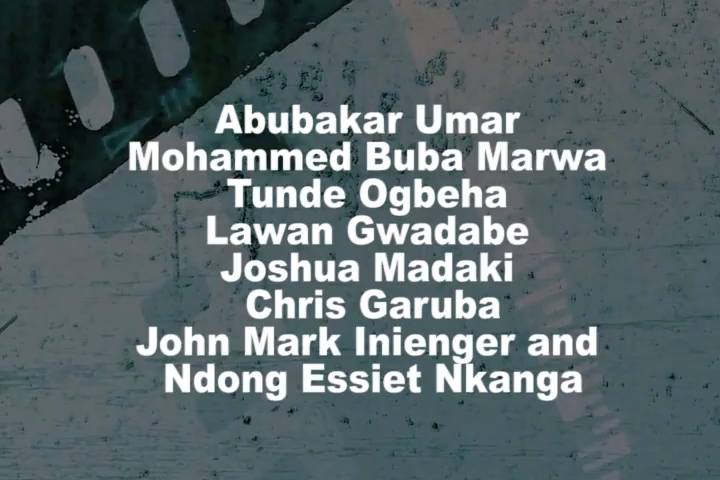 Abubakar Umar
Mohammed Buba Marwa
Tunde Ogbeha
Lawan Gwadabe
Joshua Madaki
Chris Garuba
John Mark Inienger and
Ndong Essiet Nkanga